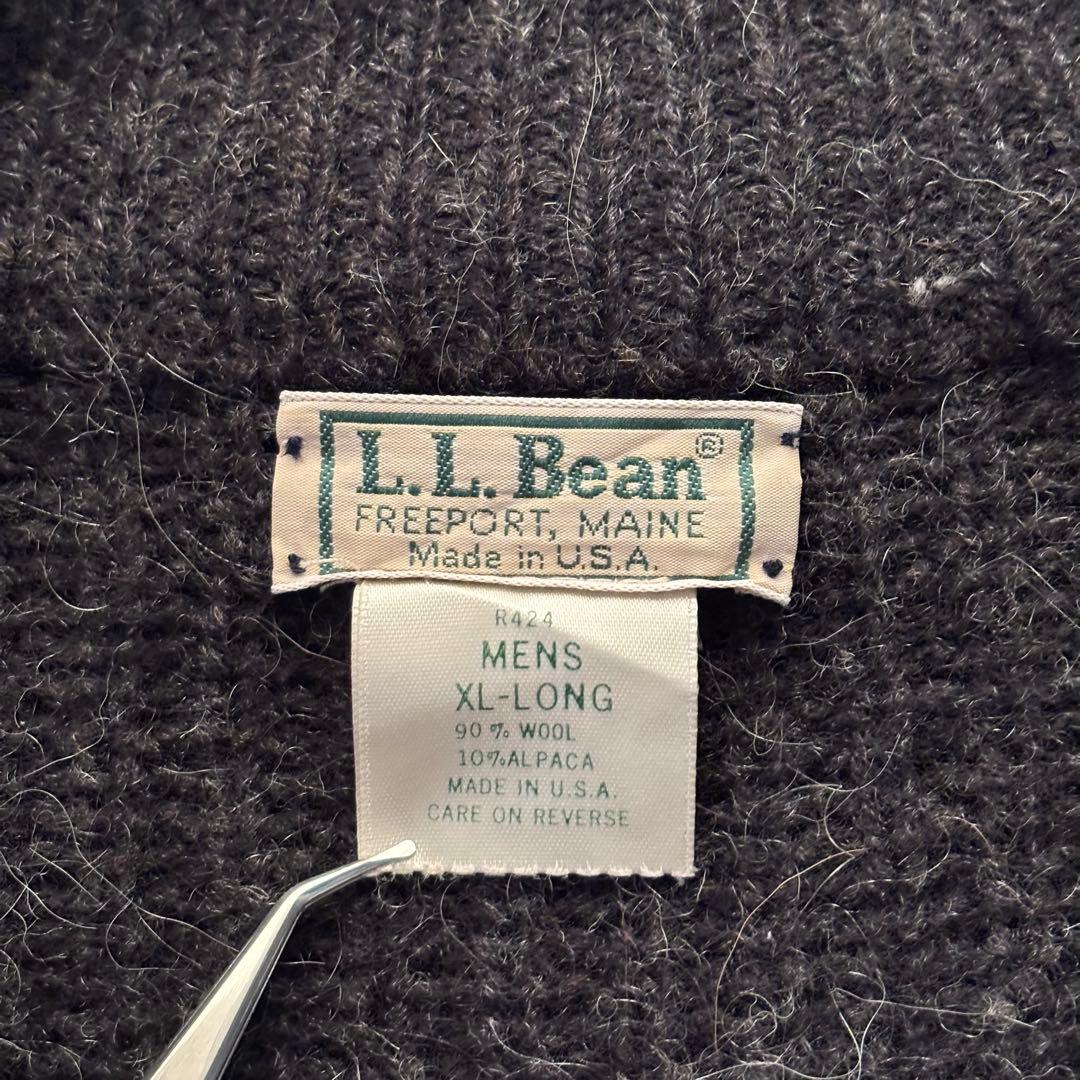 L.L.Bean®
FREEPORT, MAINE
Made in U.S.A.
R424
MENS
XL-LONG
90% WOOL
10% ALPACA
MADE IN U.S.A.
CARE ON REVERSE